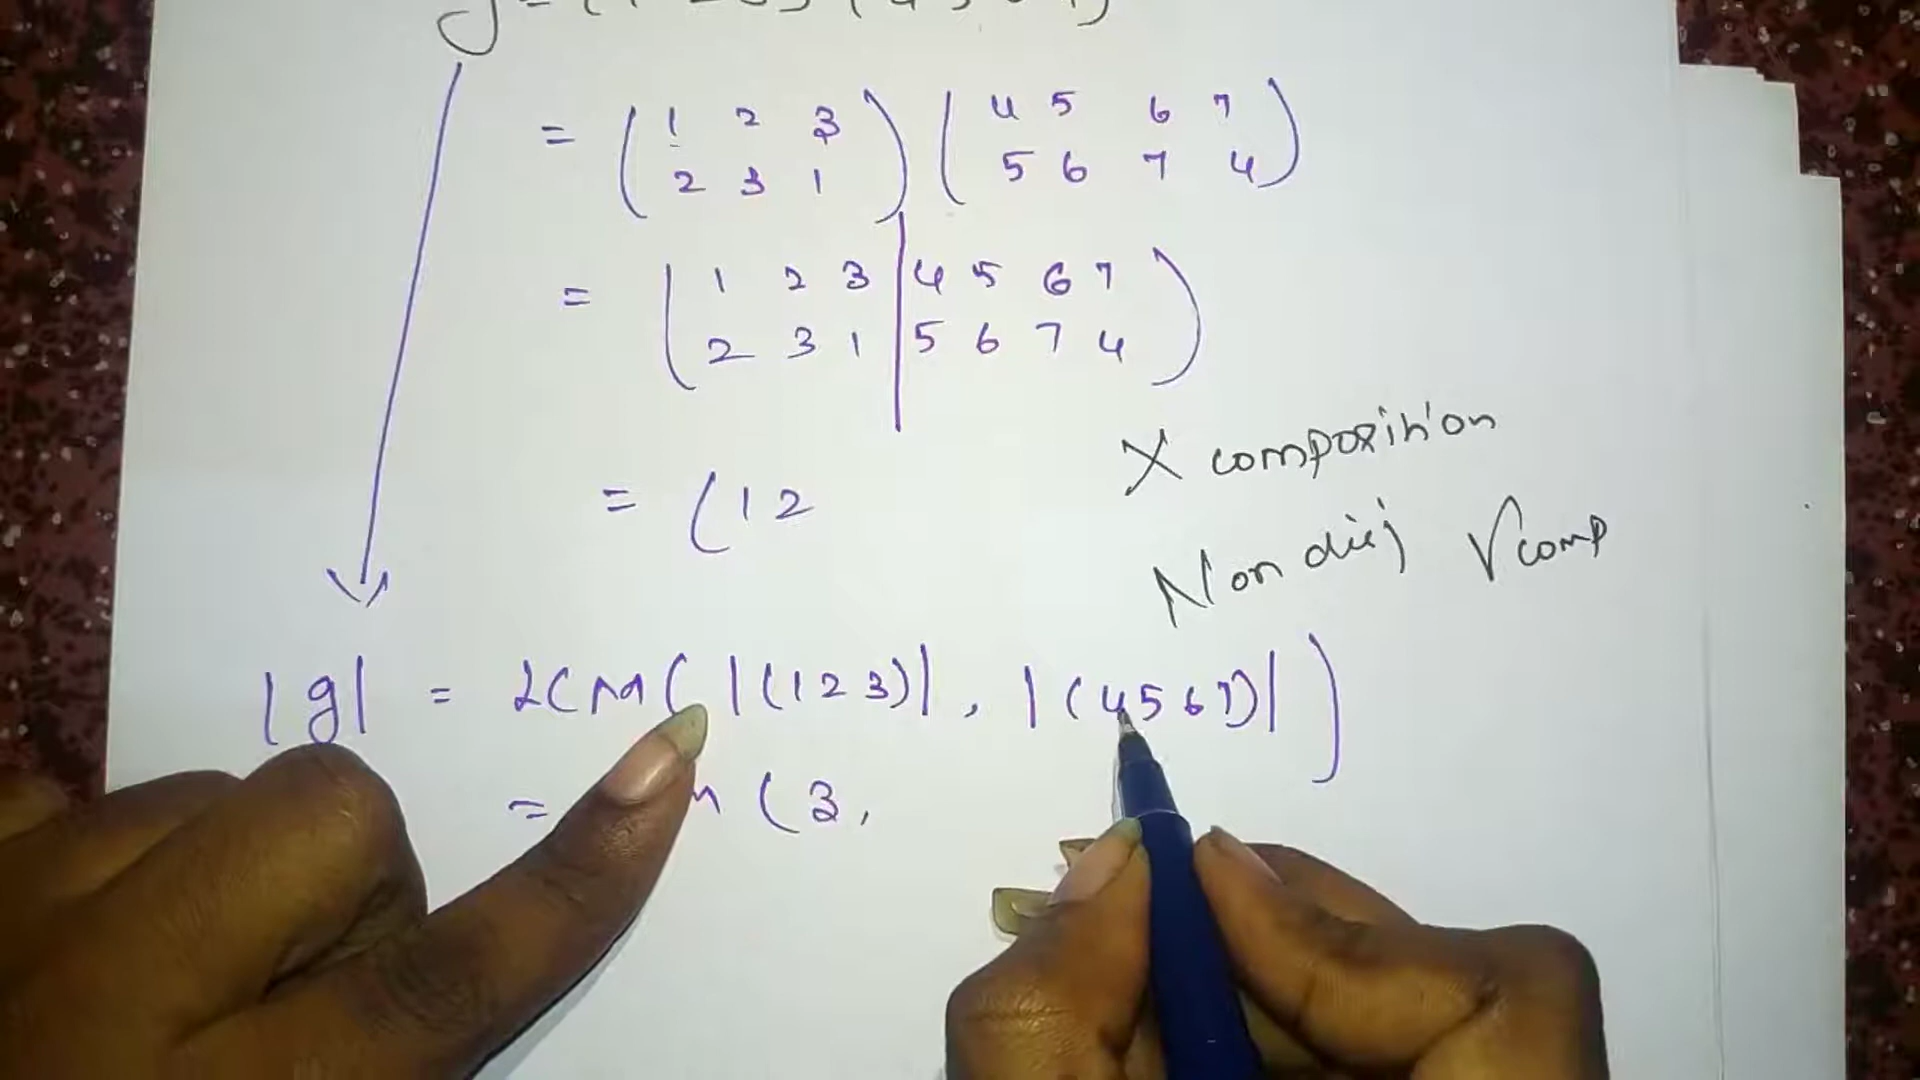 = ( 1 2 3 ) ( 4 5 6 7 )
2 3 1 5 6 7 4
= ( 1 2 3 | 4 5 6 7 )
2 3 1 | 5 6 7 4
X composition
= ( 1 2
Non disj √ comp
|g| = LCM ( |(1 2 3)| , |(4 5 6 7)| )
= m ( 3 ,